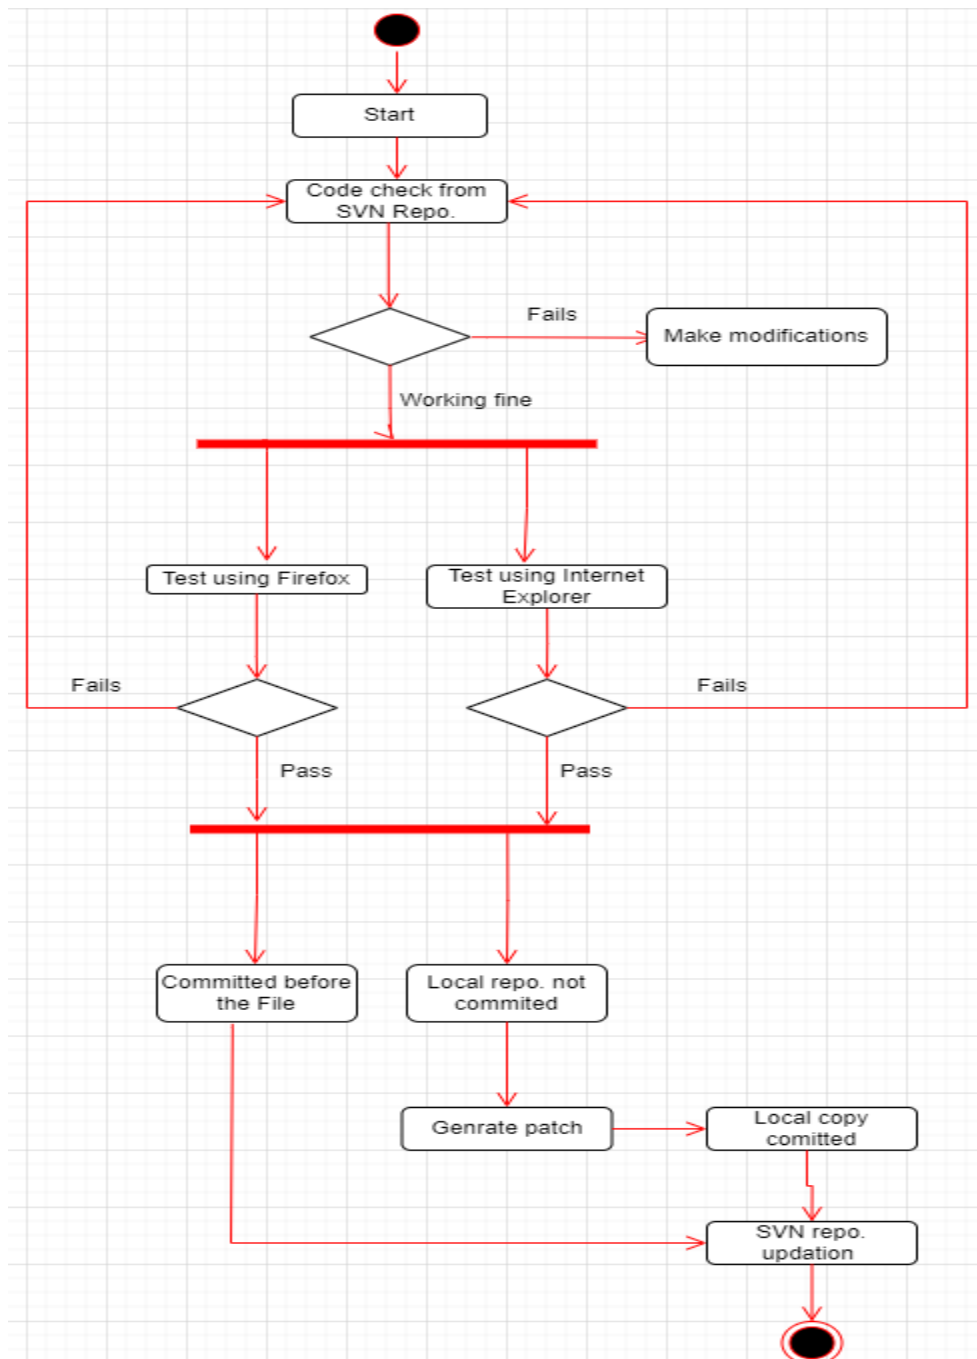 Start
Code check from
SVN Repo.
Fails
Make modifications
Working fine
Test using Firefox
Test using Internet
Explorer
Fails
Fails
Pass
Pass
Committed before
the File
Local repo. not
commited
Genrate patch
Local copy
comitted
SVN repo.
updation